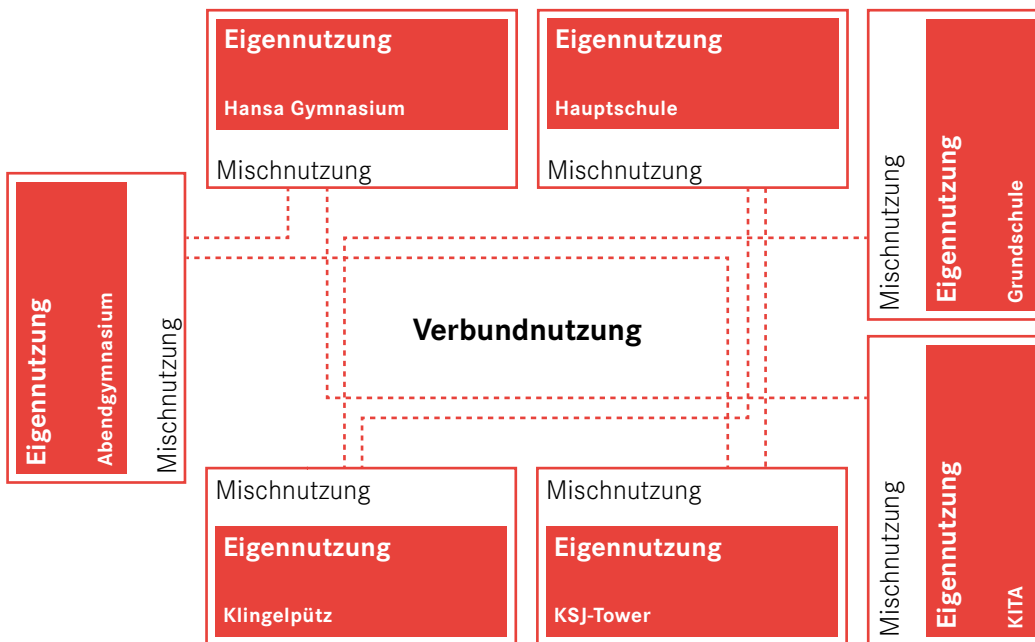 Eigennutzung
Hansa Gymnasium
Mischnutzung
Eigennutzung
Hauptschule
Mischnutzung
Mischnutzung
Eigennutzung
Grundschule
Eigennutzung
Abendgymnasium
Mischnutzung
Verbundnutzung
Mischnutzung
Eigennutzung
KITA
Mischnutzung
Eigennutzung
Klingelpütz
Mischnutzung
Eigennutzung
KSJ-Tower